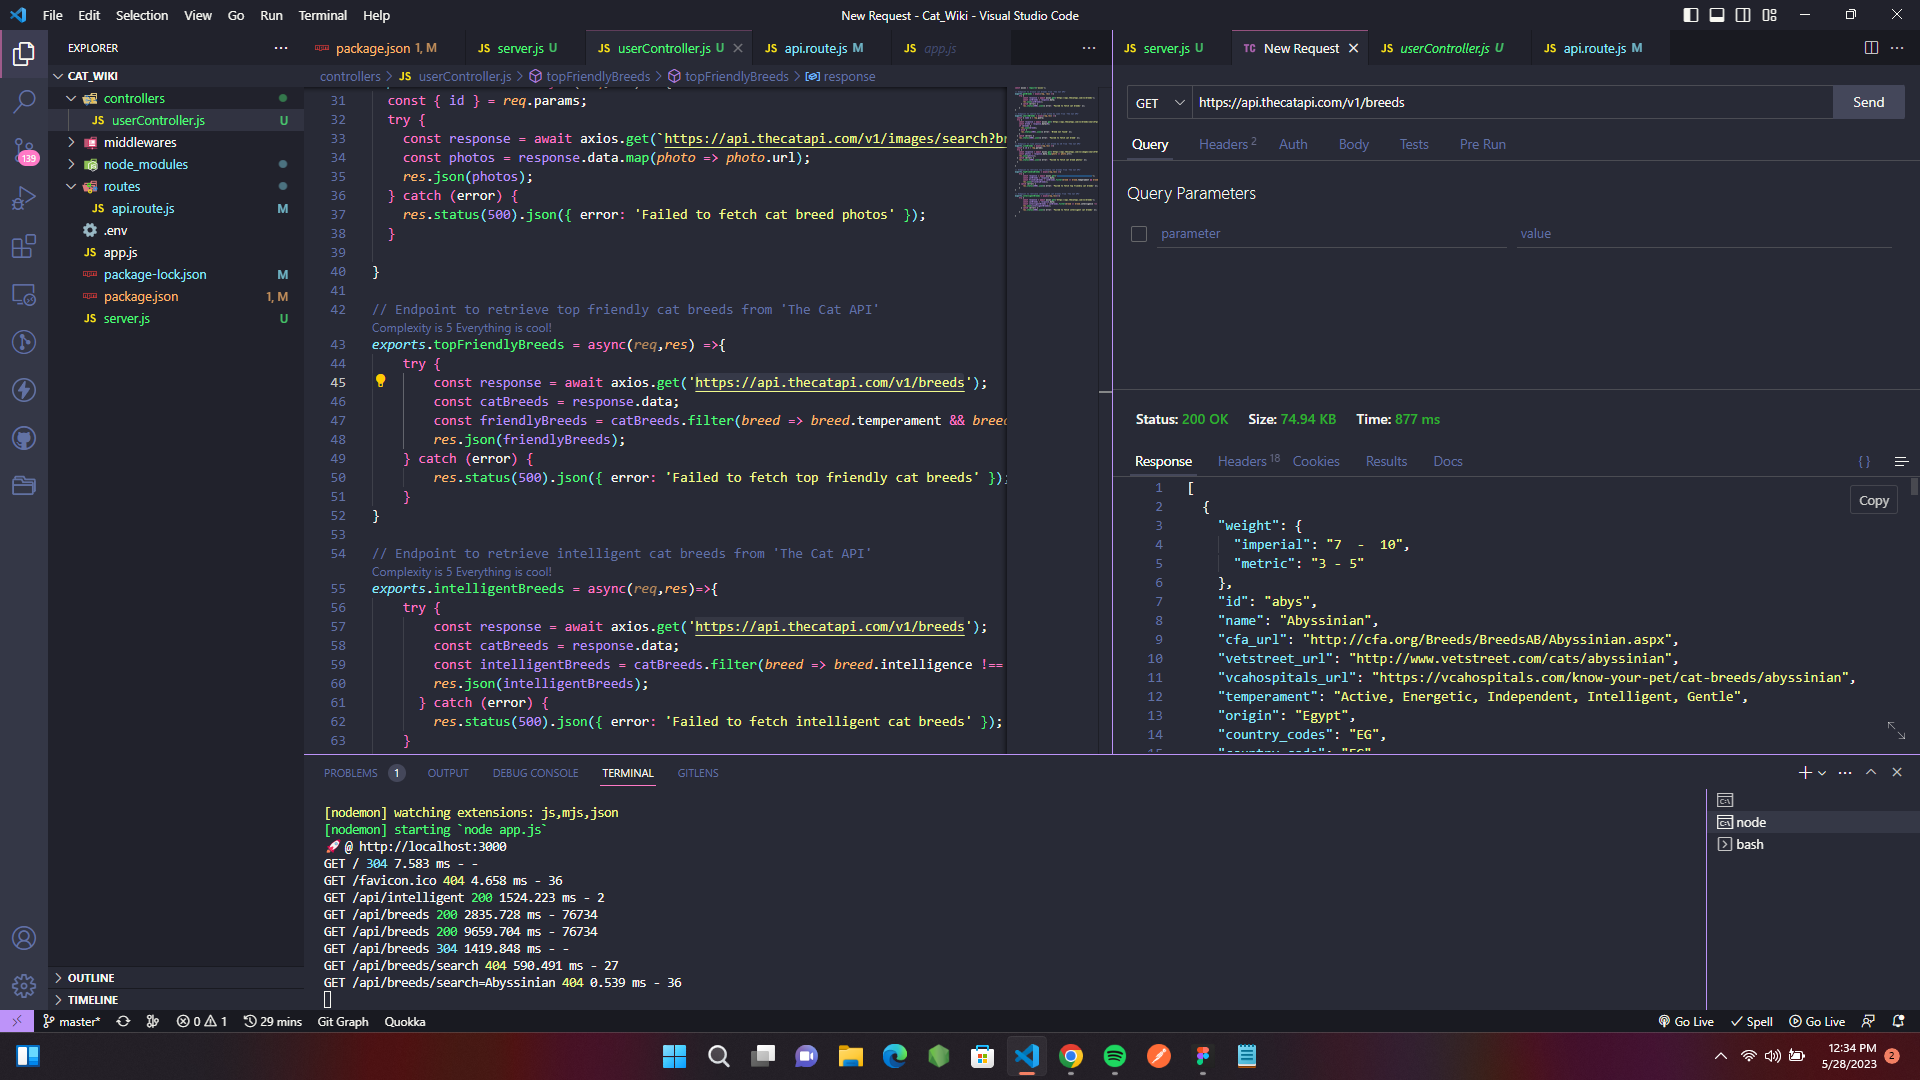 File Edit Selection View Go Run Terminal Help
New Request - Cat_Wiki - Visual Studio Code
EXPLORER
CAT_WIKI
controllers
JS userController.js U
middlewares
node_modules
routes
JS api.route.js M
.env
JS app.js
package-lock.json M
package.json 1, M
JS server.js U
OUTLINE
TIMELINE
139
package.json 1, M JS server.js U JS userController.js U JS api.route.js M JS app.js
controllers > JS userController.js > topFriendlyBreeds > topFriendlyBreeds > response
31 const { id } = req.params;
32 try {
33 const response = await axios.get(`https://api.thecatapi.com/v1/images/search?br
34 const photos = response.data.map(photo => photo.url);
35 res.json(photos);
36 } catch (error) {
37 res.status(500).json({ error: 'Failed to fetch cat breed photos' });
38 }
39
40 }
41
42 // Endpoint to retrieve top friendly cat breeds from 'The Cat API'
Complexity is 5 Everything is cool!
43 exports.topFriendlyBreeds = async(req,res) =>{
44 try {
45 const response = await axios.get('https://api.thecatapi.com/v1/breeds');
46 const catBreeds = response.data;
47 const friendlyBreeds = catBreeds.filter(breed => breed.temperament && breed
48 res.json(friendlyBreeds);
49 } catch (error) {
50 res.status(500).json({ error: 'Failed to fetch top friendly cat breeds' });
51 }
52 }
53
54 // Endpoint to retrieve intelligent cat breeds from 'The Cat API'
Complexity is 5 Everything is cool!
55 exports.intelligentBreeds = async(req,res)=>{
56 try {
57 const response = await axios.get('https://api.thecatapi.com/v1/breeds');
58 const catBreeds = response.data;
59 const intelligentBreeds = catBreeds.filter(breed => breed.intelligence !==
60 res.json(intelligentBreeds);
61 } catch (error) {
62 res.status(500).json({ error: 'Failed to fetch intelligent cat breeds' });
63 }
JS server.js U TC New Request JS userController.js U JS api.route.js M
GET https://api.thecatapi.com/v1/breeds Send
Query Headers 2 Auth Body Tests Pre Run
Query Parameters
parameter value
Status: 200 OK Size: 74.94 KB Time: 877 ms
Response Headers 18 Cookies Results Docs { }
Copy
1 [
2 {
3 "weight": {
4 "imperial": "7  -  10",
5 "metric": "3 - 5"
6 },
7 "id": "abys",
8 "name": "Abyssinian",
9 "cfa_url": "http://cfa.org/Breeds/BreedsAB/Abyssinian.aspx",
10 "vetstreet_url": "http://www.vetstreet.com/cats/abyssinian",
11 "vcahospitals_url": "https://vcahospitals.com/know-your-pet/cat-breeds/abyssinian",
12 "temperament": "Active, Energetic, Independent, Intelligent, Gentle",
13 "origin": "Egypt",
14 "country_codes": "EG",
PROBLEMS 1 OUTPUT DEBUG CONSOLE TERMINAL GITLENS
[nodemon] watching extensions: js,mjs,json
[nodemon] starting `node app.js`
🚀 @ http://localhost:3000
GET / 304 7.583 ms - -
GET /favicon.ico 404 4.658 ms - 36
GET /api/intelligent 200 1524.223 ms - 2
GET /api/breeds 200 2835.728 ms - 76734
GET /api/breeds 200 9659.704 ms - 76734
GET /api/breeds 304 1419.848 ms - -
GET /api/breeds/search 404 590.491 ms - 27
GET /api/breeds/search=Abyssinian 404 0.539 ms - 36
node
bash
master* 0 1 29 mins Git Graph Quokka
Go Live Spell Go Live
12:34 PM
5/28/2023
2